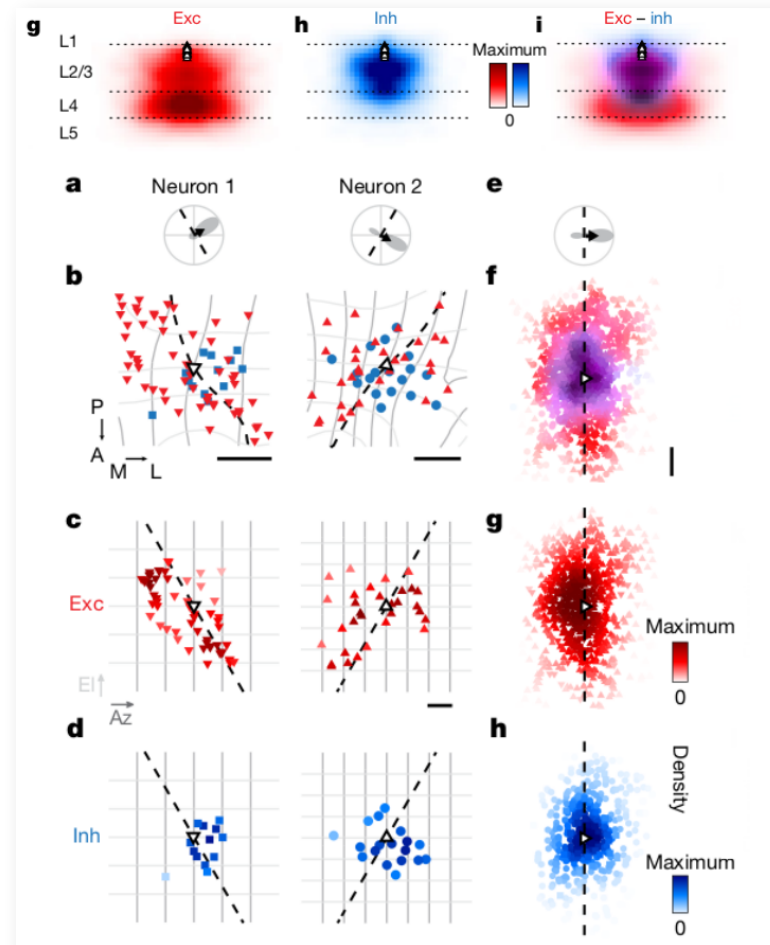 g Exc h Inh i Exc – inh
L1
L2/3
L4
L5
Maximum
0
a Neuron 1 Neuron 2 e
b f
P
A
M L
c g
Exc
El
Az
Maximum
0
d h
Inh
Density
Maximum
0